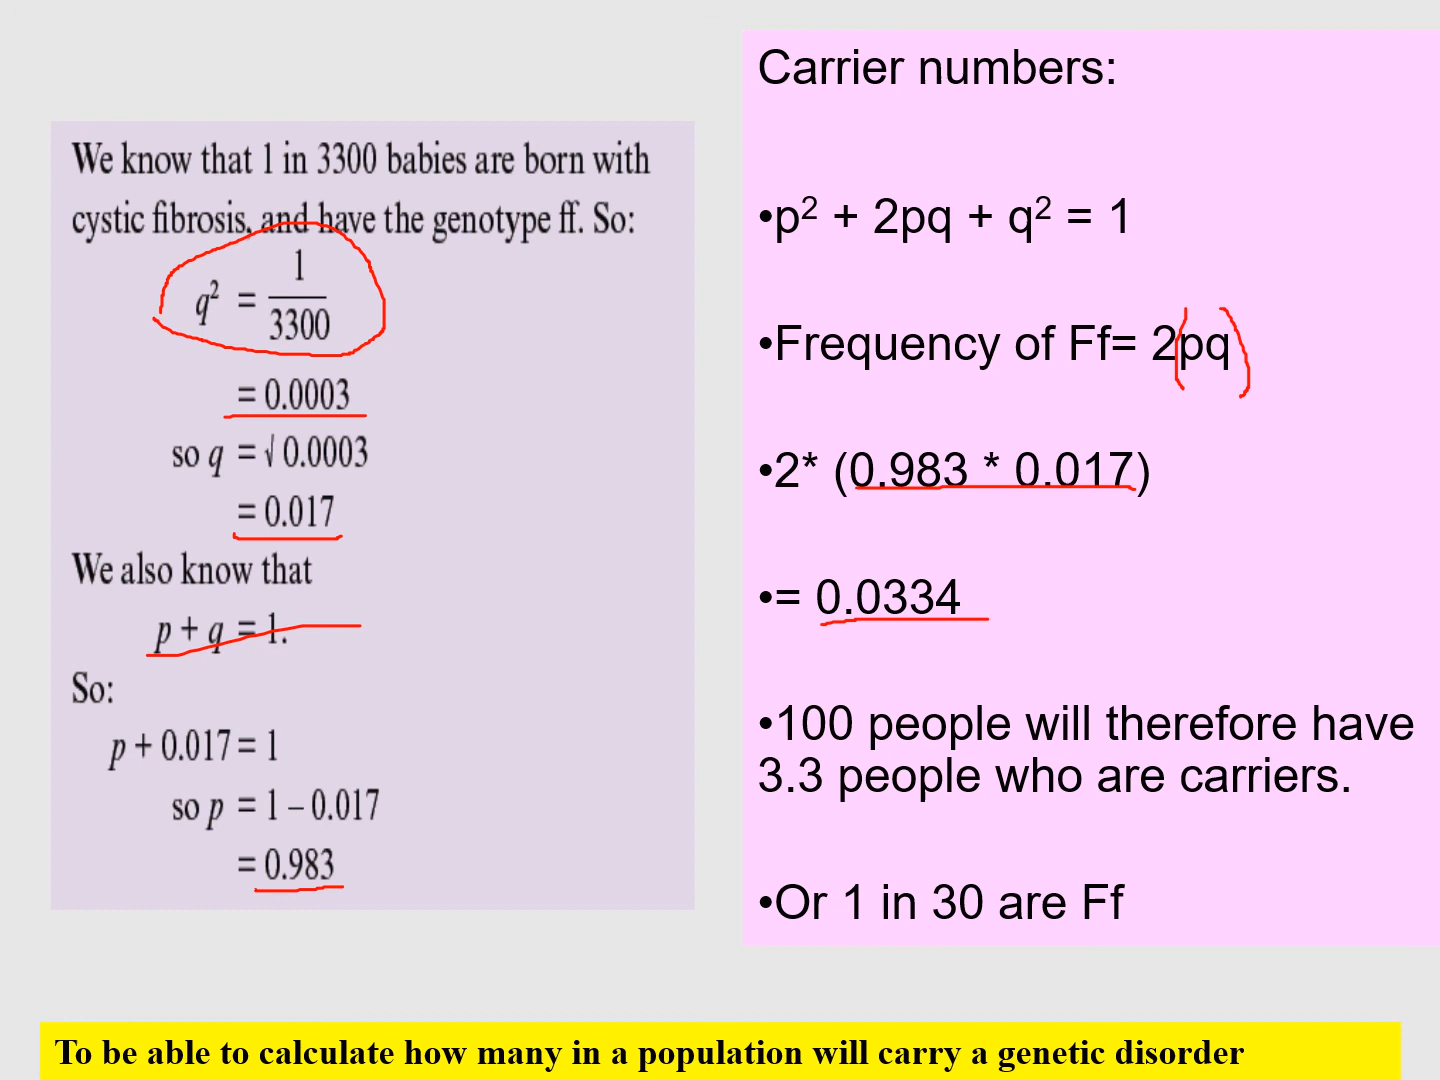 We know that 1 in 3300 babies are born with
cystic fibrosis, and have the genotype ff. So:
q² = 1/3300
= 0.0003
so q = √ 0.0003
= 0.017
We also know that
p + q = 1.
So:
p + 0.017 = 1
so p = 1 – 0.017
= 0.983
Carrier numbers:
•p² + 2pq + q² = 1
•Frequency of Ff= 2pq
•2* (0.983 * 0.017)
•= 0.0334
•100 people will therefore have
3.3 people who are carriers.
•Or 1 in 30 are Ff
To be able to calculate how many in a population will carry a genetic disorder